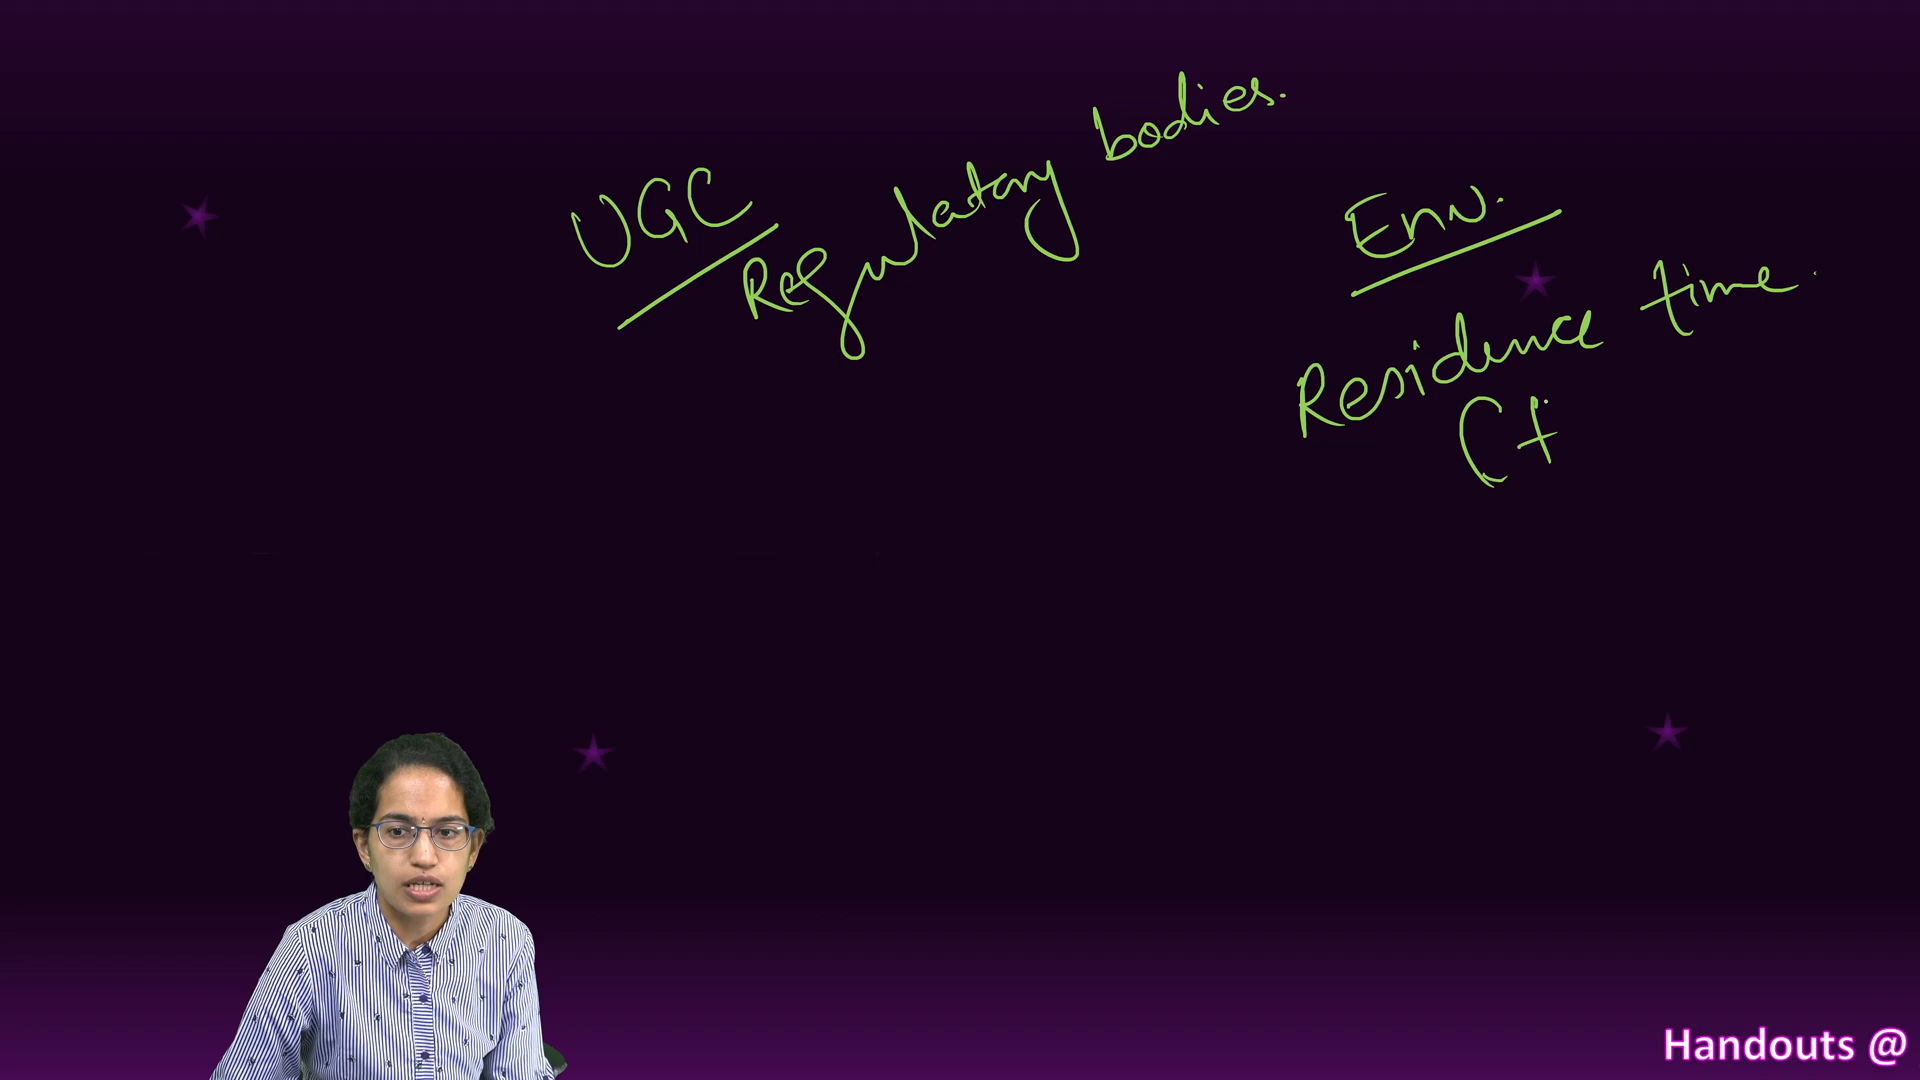 UGC
Regulatory bodies.
Env.
Residence time.
(t
Handouts @